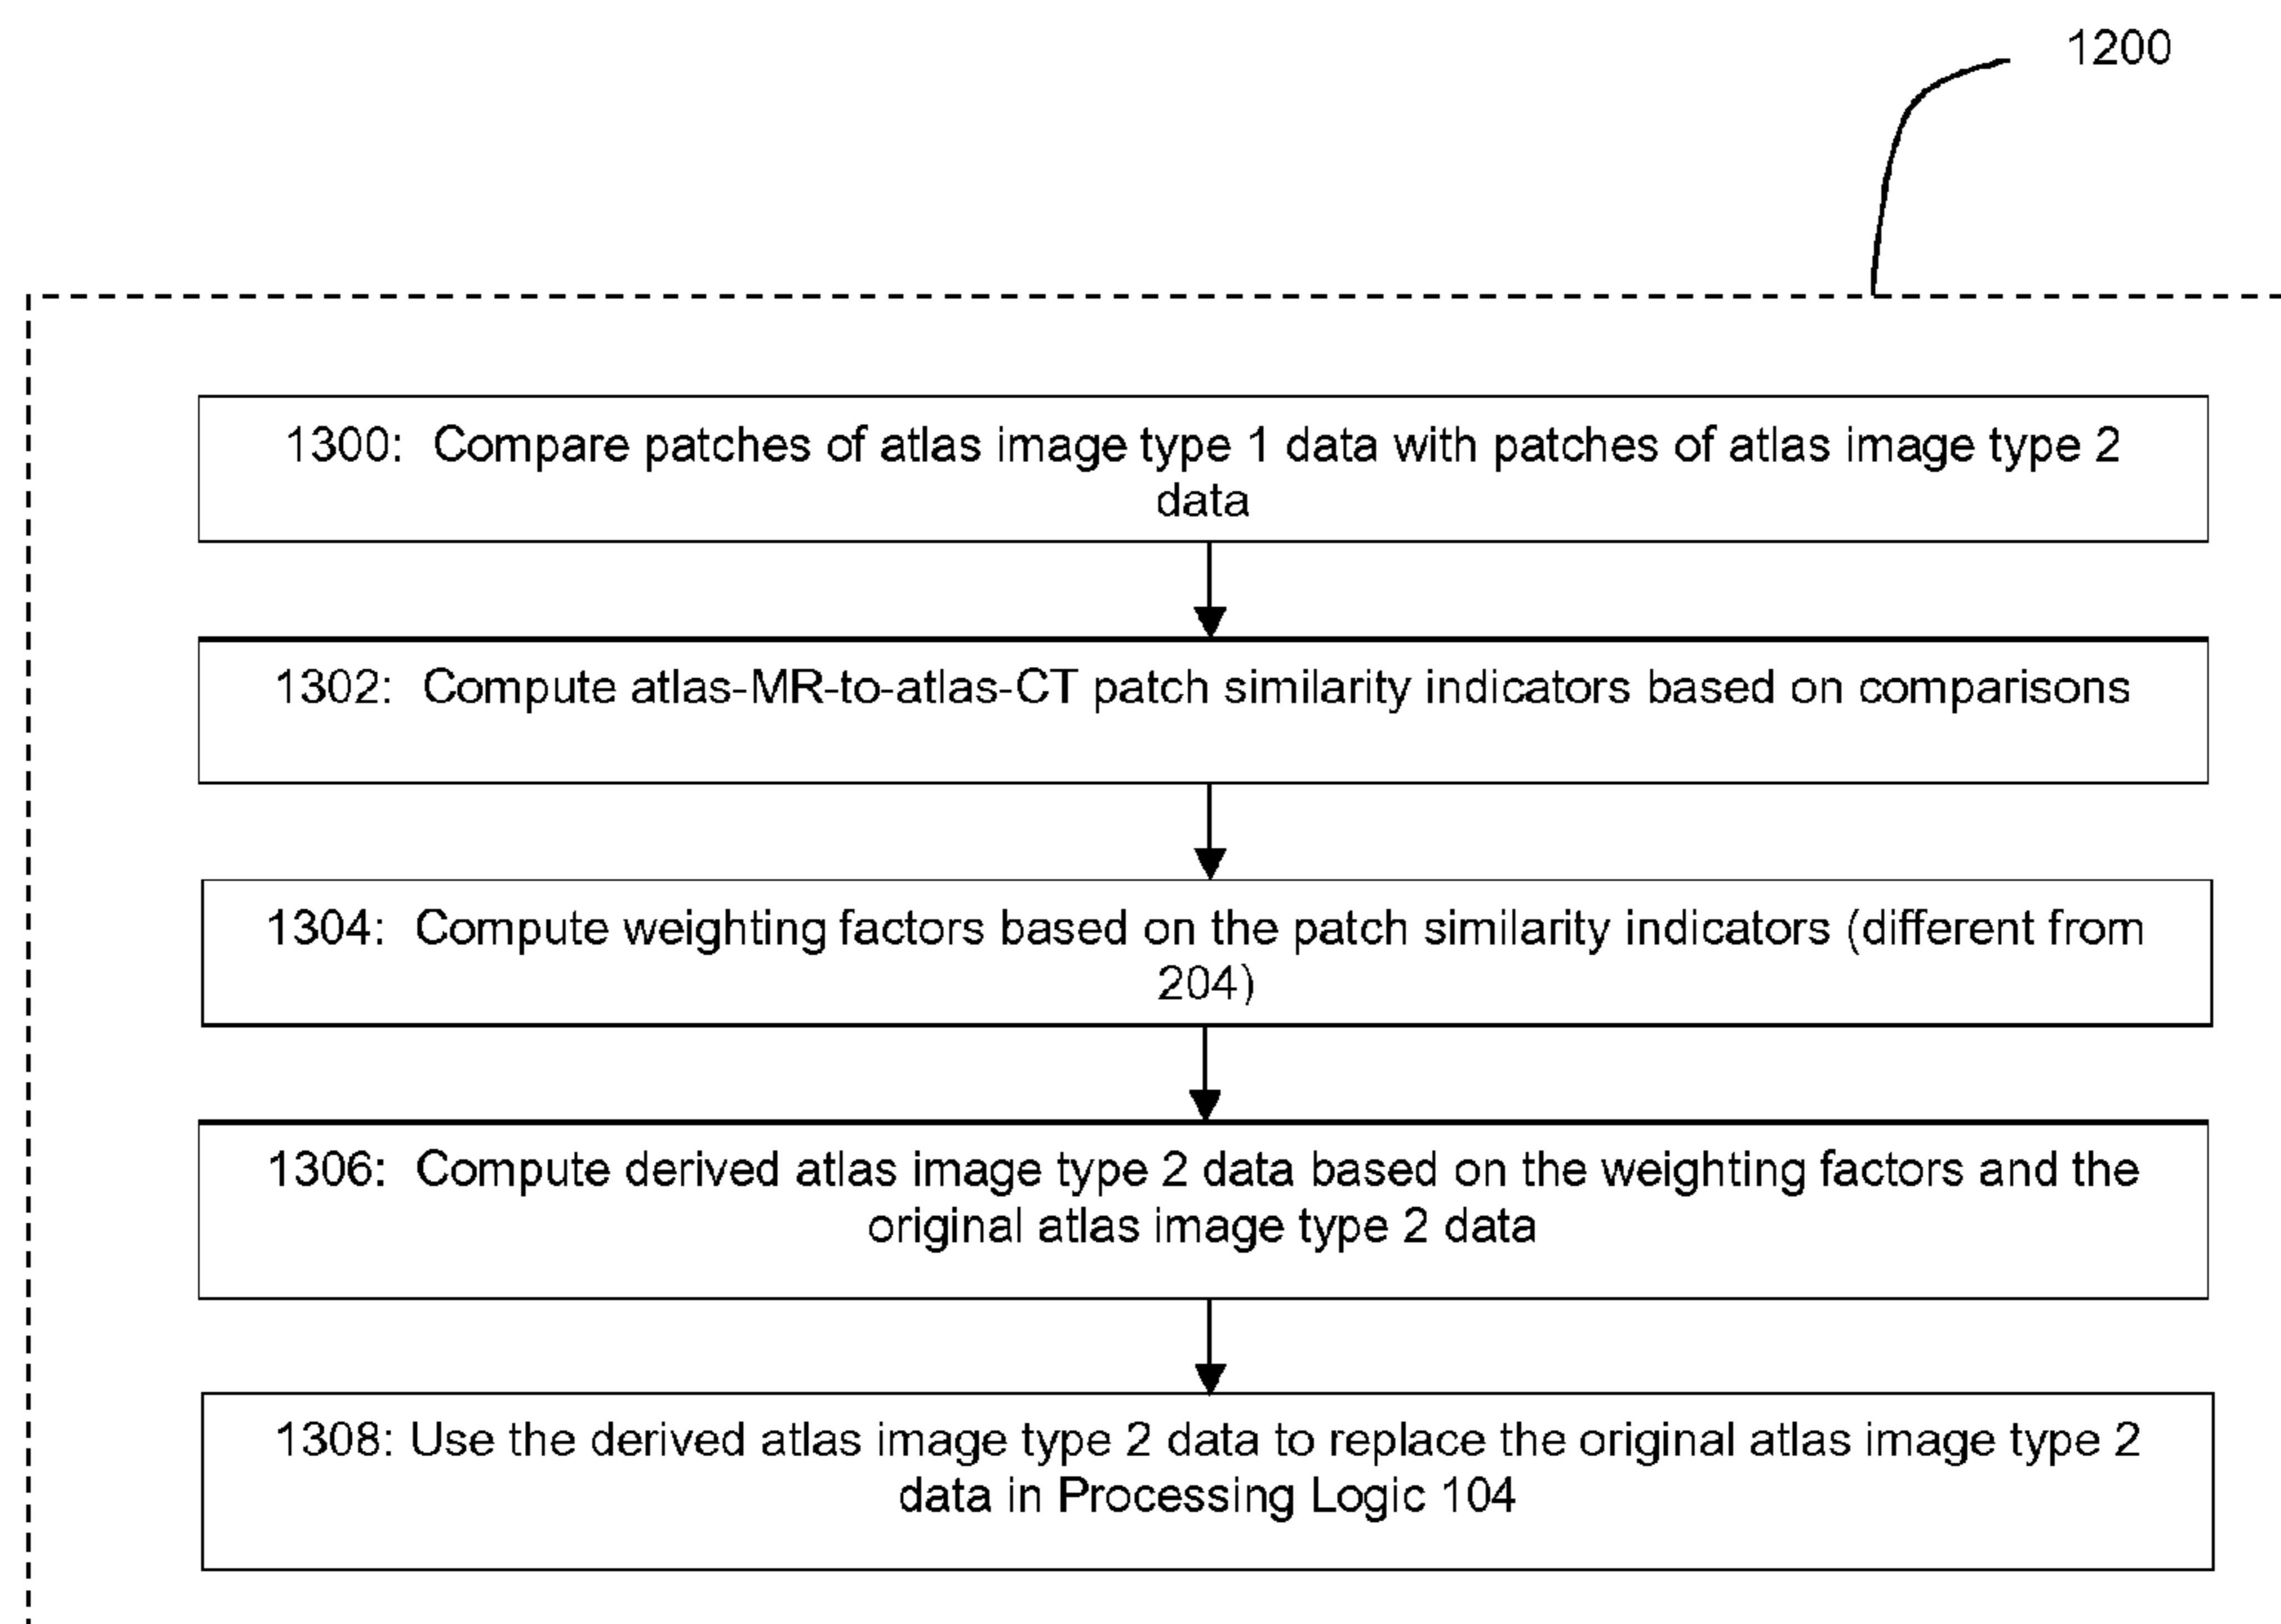 1200
1300: Compare patches of atlas image type 1 data with patches of atlas image type 2
data
1302: Compute atlas-MR-to-atlas-CT patch similarity indicators based on comparisons
1304: Compute weighting factors based on the patch similarity indicators (different from
204)
1306: Compute derived atlas image type 2 data based on the weighting factors and the
original atlas image type 2 data
1308: Use the derived atlas image type 2 data to replace the original atlas image type 2
data in Processing Logic 104